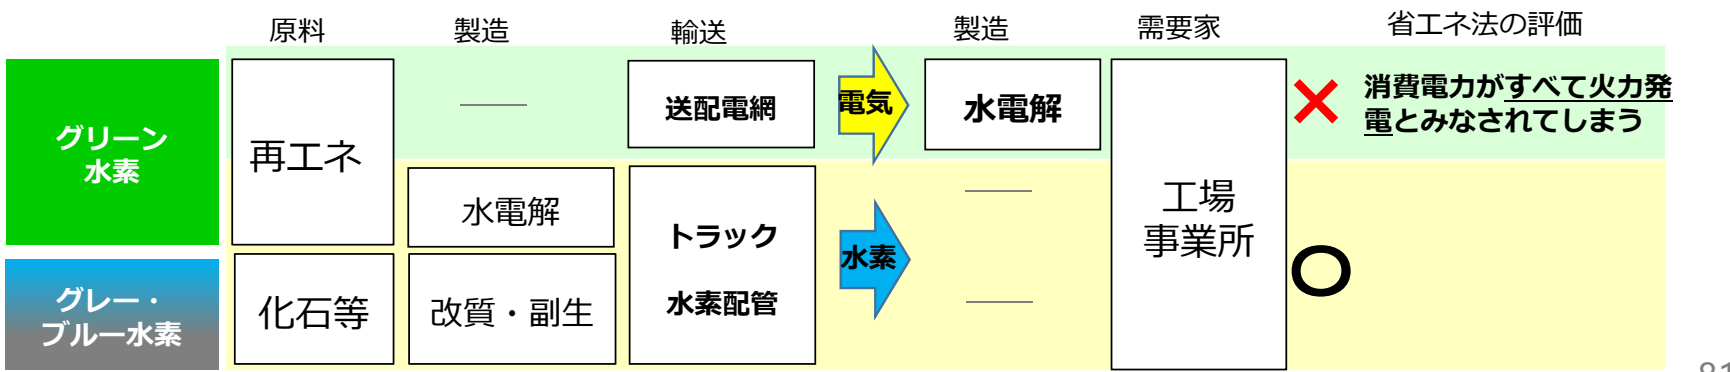 原料
製造
輸送
製造
需要家
省エネ法の評価
グリーン
水素
再エネ
送配電網
電気
水電解
消費電力がすべて火力発
電とみなされてしまう
水電解
トラック
水素配管
水素
工場
事業所
グレー・
ブルー水素
化石等
改質・副生